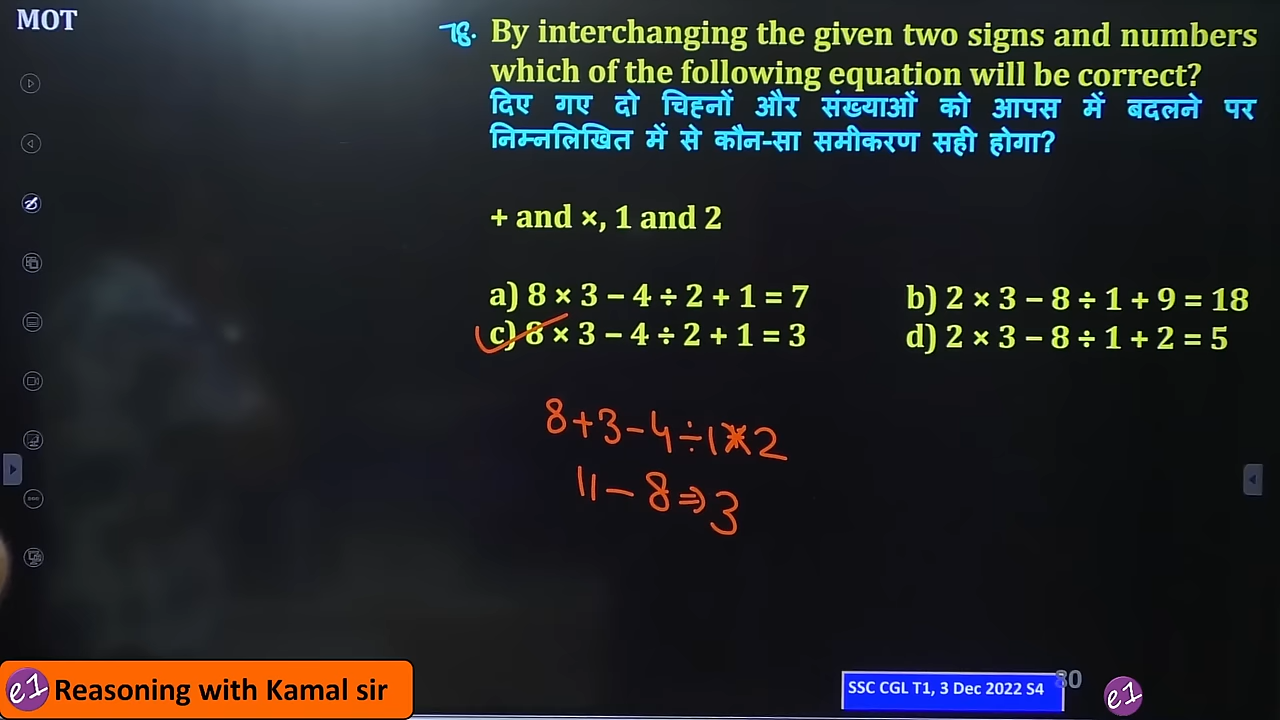 MOT
78. By interchanging the given two signs and numbers
which of the following equation will be correct?
दिए गए दो चिह्नों और संख्याओं को आपस में बदलने पर
निम्नलिखित में से कौन-सा समीकरण सही होगा?
+ and ×, 1 and 2
a) 8 × 3 – 4 ÷ 2 + 1 = 7
b) 2 × 3 – 8 ÷ 1 + 9 = 18
c) 8 × 3 – 4 ÷ 2 + 1 = 3
d) 2 × 3 – 8 ÷ 1 + 2 = 5
8+3-4÷1×2
11-8⇒3
e1 Reasoning with Kamal sir
SSC CGL T1, 3 Dec 2022 S4
80
e1